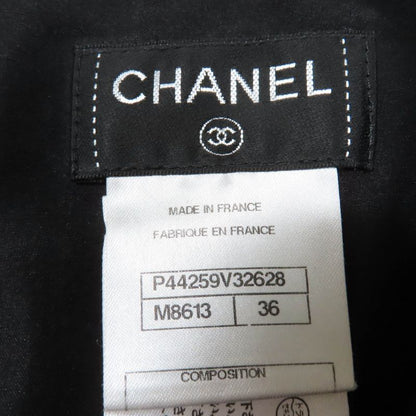 CHANEL
MADE IN FRANCE
FABRIQUE EN FRANCE
P44259V32628
M8613 36
COMPOSITION